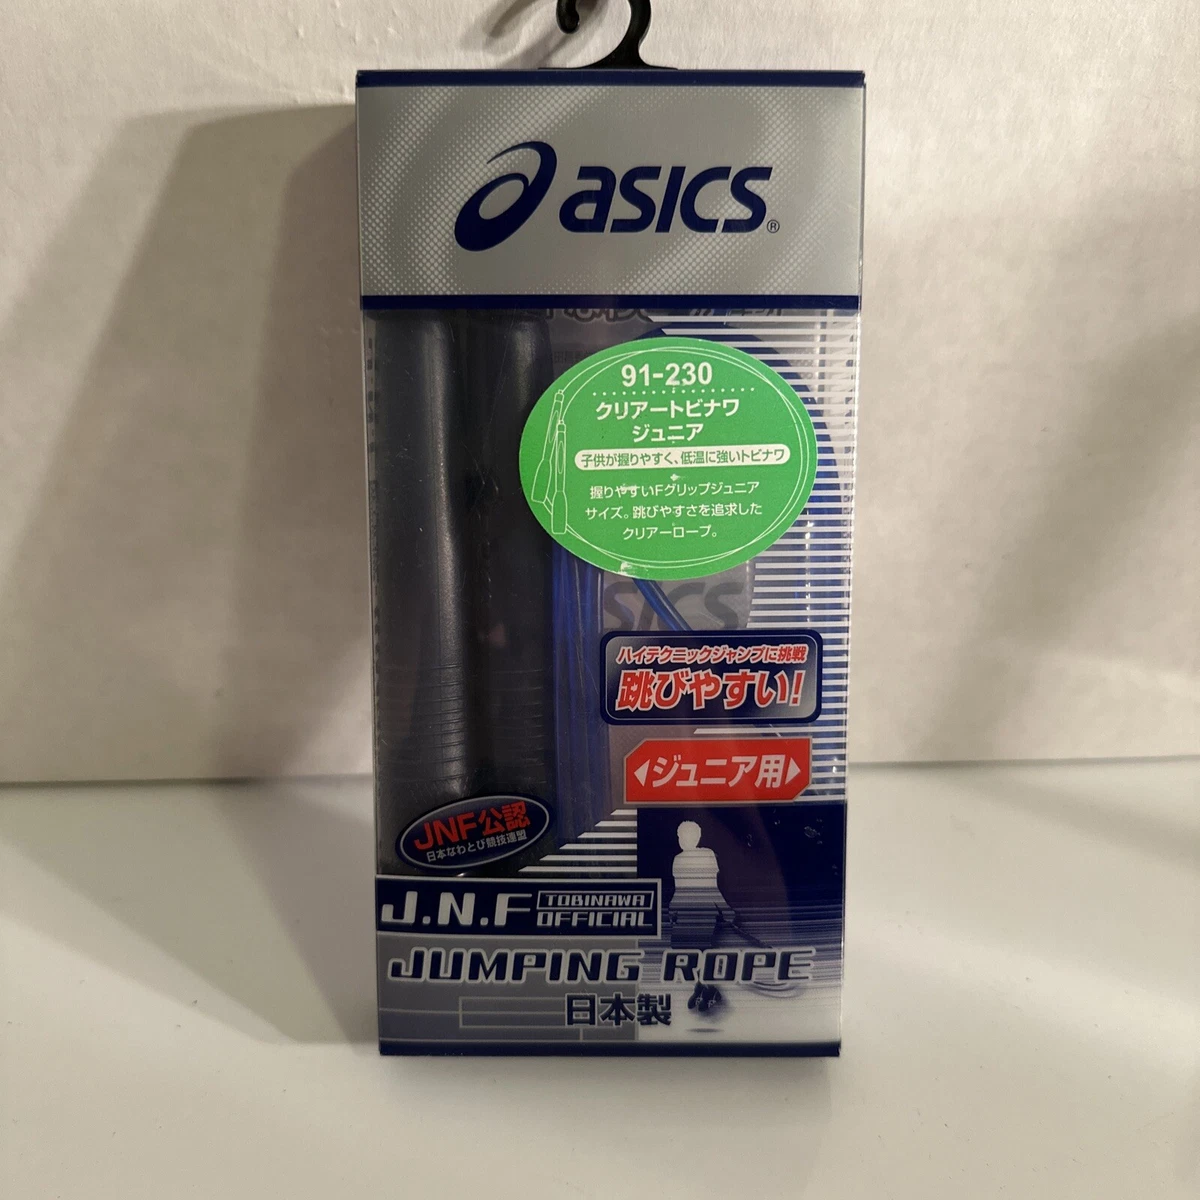 asics®
91-230
クリアートビナワ
ジュニア
子供が握りやすく、低温に強いトビナワ
握りやすいFグリップジュニア
サイズ。跳びやすさを追求した
クリアーロープ。
SICS
ハイテクニックジャンプに挑戦
跳びやすい!
ジュニア用
JNF公認
日本なわとび競技連盟
J.N.F TOBINAWA
OFFICIAL
JUMPING ROPE
日本製